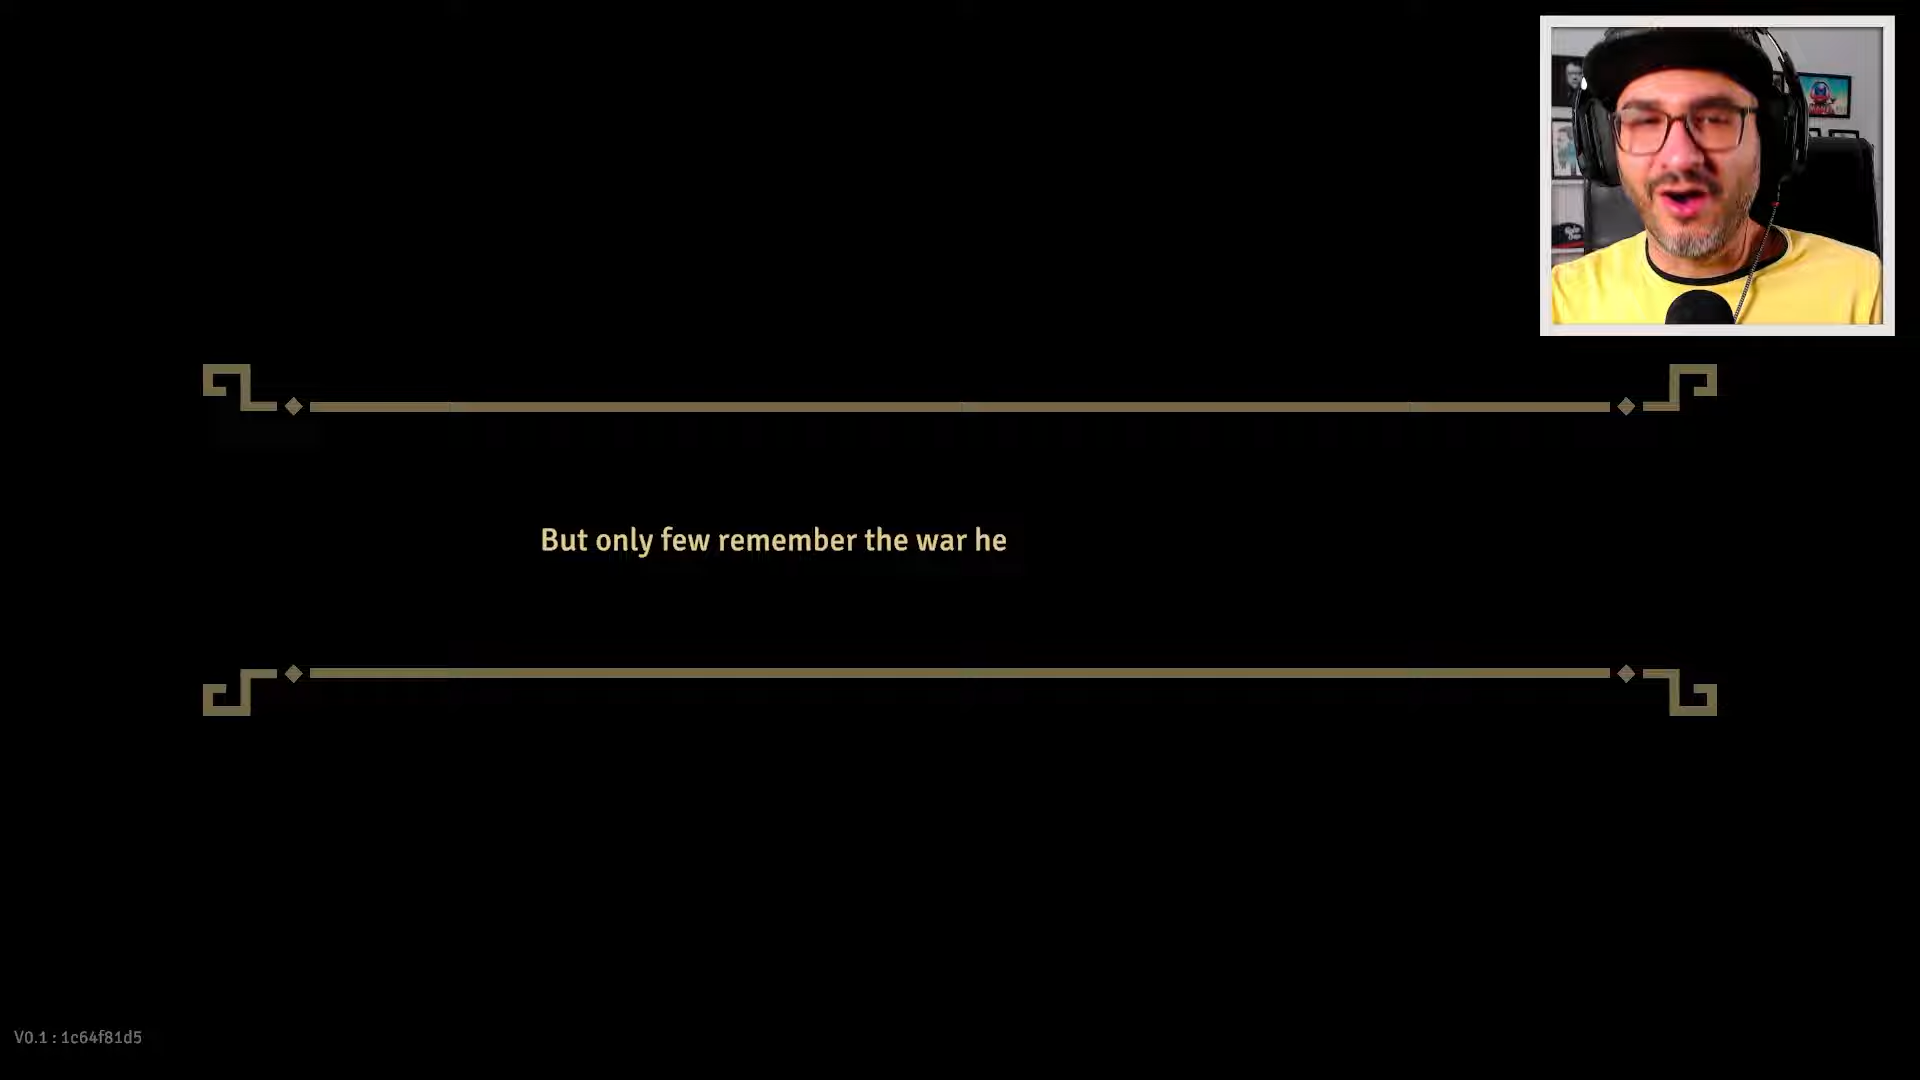 But only few remember the war he
V0.1 : 1c64f81d5